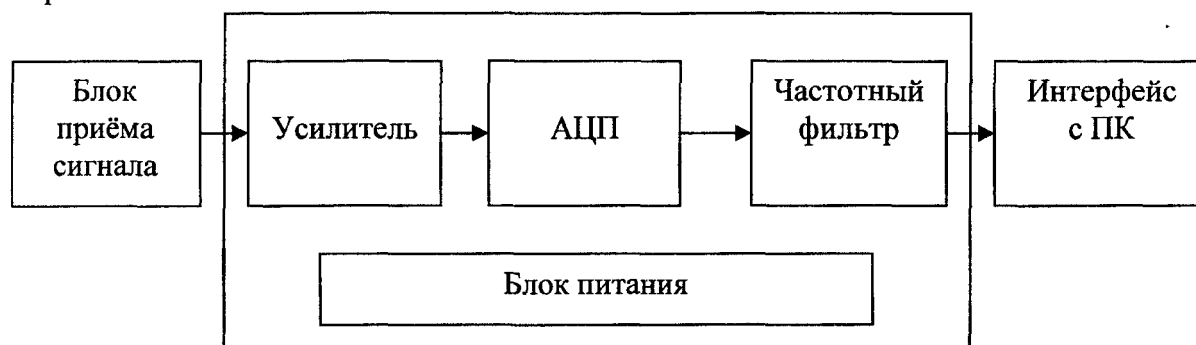 Блок
приёма
сигнала
Усилитель
АЦП
Частотный
фильтр
Интерфейс
с ПК
Блок питания